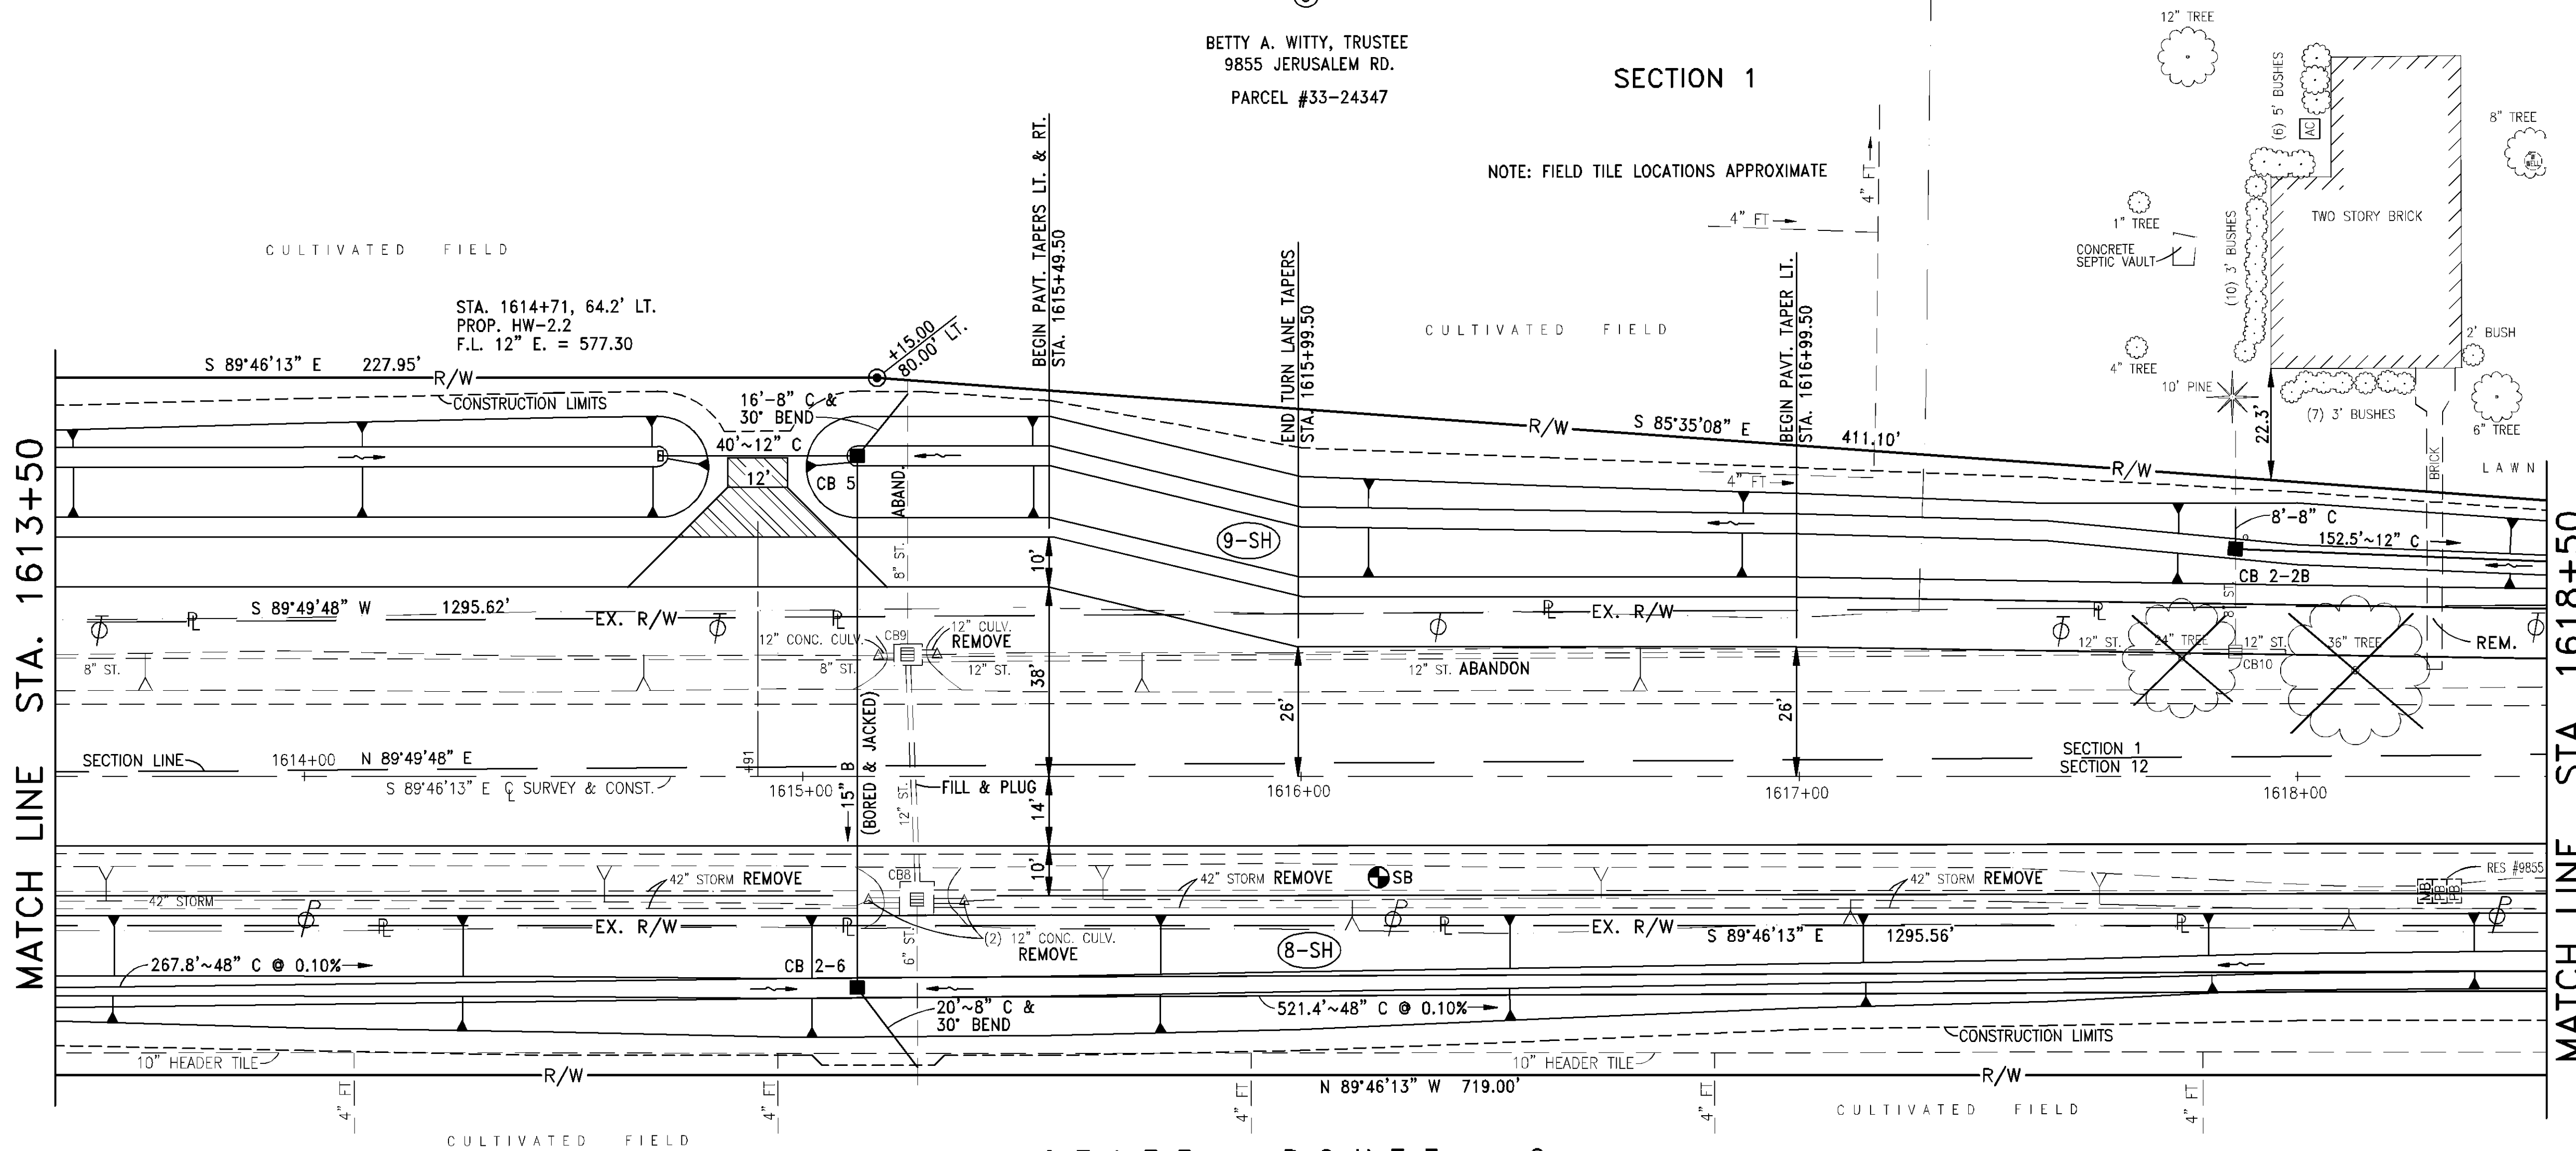 BETTY A. WITTY, TRUSTEE
9855 JERUSALEM RD.
PARCEL #33-24347
SECTION 1
NOTE: FIELD TILE LOCATIONS APPROXIMATE
12" TREE
(6) 5' BUSHES
AC
8" TREE
WELL
4" FT
4" FT
1" TREE
CONCRETE
SEPTIC VAULT
(10) 3' BUSHES
TWO STORY BRICK
2' BUSH
4" TREE
10' PINE
(7) 3' BUSHES
22.3'
6" TREE
BRICK
LAWN
CULTIVATED FIELD
STA. 1614+71, 64.2' LT.
PROP. HW-2.2
F.L. 12" E. = 577.30
S 89°46'13" E 227.95'
R/W
CONSTRUCTION LIMITS
16'-8" C &
30° BEND
40'~12" C
12'
CB 5
+15.00
80.00' LT.
ABAND.
8" ST.
BEGIN PAVT. TAPERS LT. & RT.
STA. 1615+49.50
END TURN LANE TAPERS
STA. 1615+99.50
BEGIN PAVT. TAPER LT.
STA. 1616+99.50
CULTIVATED FIELD
R/W
S 85°35'08" E
411.10'
R/W
4" FT
9-SH
8'-8" C
152.5'~12" C
CB 2-2B
8" ST.
MATCH LINE STA. 1613+50
MATCH LINE STA. 1618+50
S 89°49'48" W 1295.62'
EX. R/W
PL
PL
10'
38'
PL
EX. R/W
PL
12" CONC. CULV.
CB9
12" CULV.
REMOVE
8" ST.
8" ST.
12" ST.
12" ST. ABANDON
12" ST.
24" TREE
12" ST.
CB10
36" TREE
REM.
26'
26'
SECTION LINE
1614+00
N 89°49'48" E
S 89°46'13" E CL SURVEY & CONST.
+91
1615+00
15" B
(BORED & JACKED)
12" ST.
FILL & PLUG
14'
1616+00
1617+00
SECTION 1
SECTION 12
1618+00
42" STORM
42" STORM REMOVE
CB8
10'
42" STORM REMOVE
SB
42" STORM REMOVE
MB
PB
PB
RES #9855
PL
EX. R/W
PL
6" ST.
(2) 12" CONC. CULV.
REMOVE
8-SH
PL
EX. R/W
S 89°46'13" E
1295.56'
PL
267.8'~48" C @ 0.10%
CB 2-6
20'~8" C &
30° BEND
521.4'~48" C @ 0.10%
CONSTRUCTION LIMITS
10" HEADER TILE
10" HEADER TILE
R/W
N 89°46'13" W 719.00'
R/W
4" FT
4" FT
4" FT
4" FT
4" FT
CULTIVATED FIELD
CULTIVATED FIELD